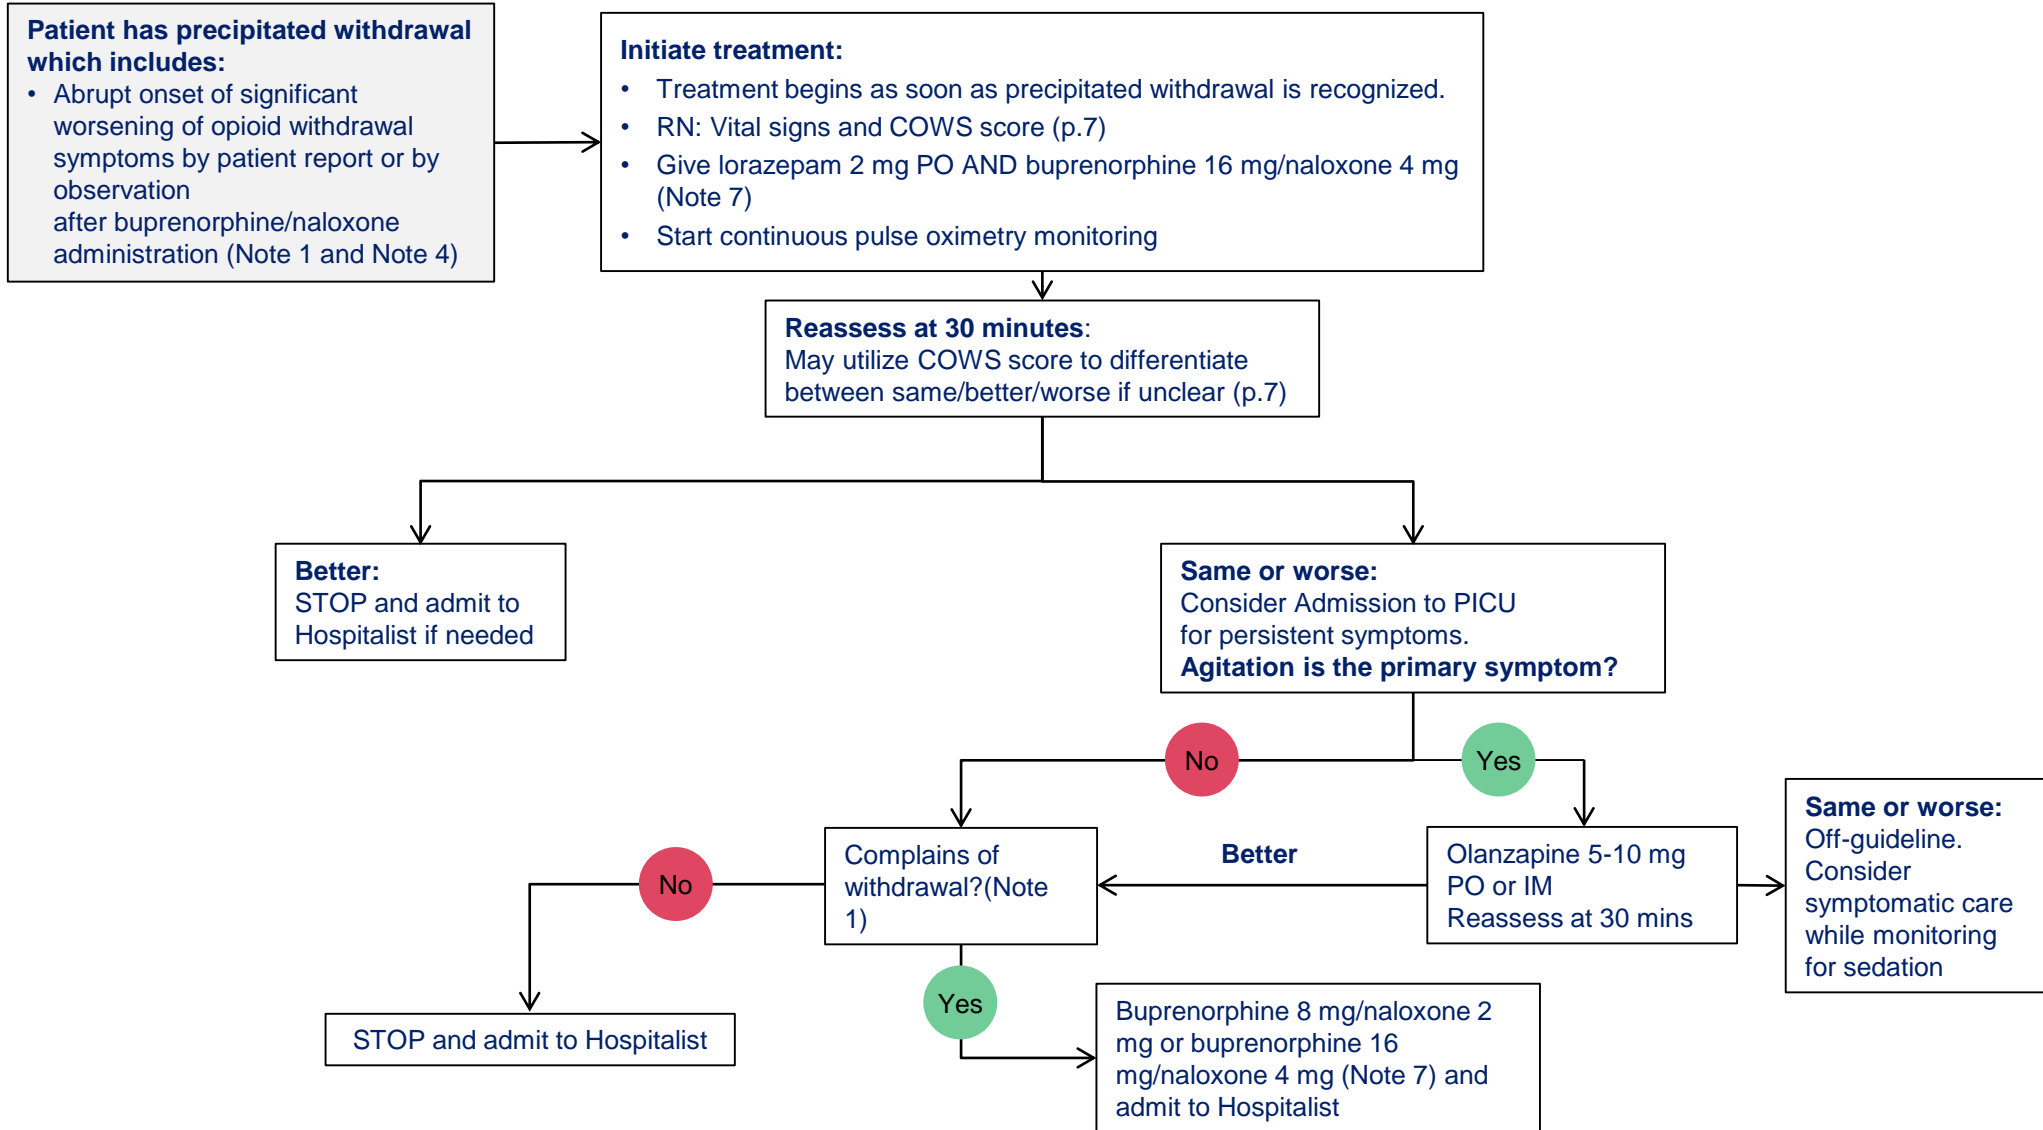 Patient has precipitated withdrawal
which includes:
• Abrupt onset of significant
worsening of opioid withdrawal
symptoms by patient report or by
observation
after buprenorphine/naloxone
administration (Note 1 and Note 4)
Initiate treatment:
• Treatment begins as soon as precipitated withdrawal is recognized.
• RN: Vital signs and COWS score (p.7)
• Give lorazepam 2 mg PO AND buprenorphine 16 mg/naloxone 4 mg
(Note 7)
• Start continuous pulse oximetry monitoring
Reassess at 30 minutes:
May utilize COWS score to differentiate
between same/better/worse if unclear (p.7)
Better:
STOP and admit to
Hospitalist if needed
Same or worse:
Consider Admission to PICU
for persistent symptoms.
Agitation is the primary symptom?
No
Yes
Complains of
withdrawal?(Note
1)
Better
Olanzapine 5-10 mg
PO or IM
Reassess at 30 mins
Same or worse:
Off-guideline.
Consider
symptomatic care
while monitoring
for sedation
No
Yes
STOP and admit to Hospitalist
Buprenorphine 8 mg/naloxone 2
mg or buprenorphine 16
mg/naloxone 4 mg (Note 7) and
admit to Hospitalist